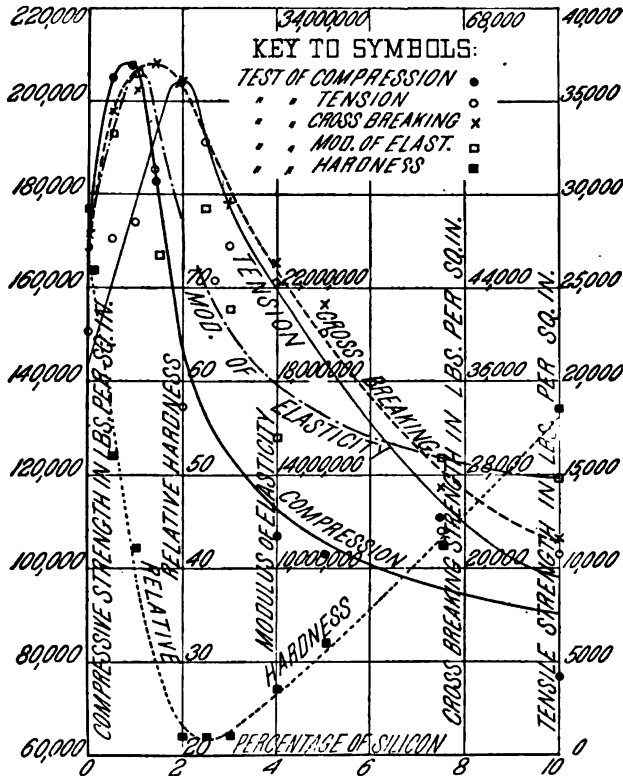 220,000 34,000,000 68,000 40,000
KEY TO SYMBOLS:
TEST OF COMPRESSION
" " TENSION
" " CROSS BREAKING
" " MOD. OF ELAST.
" " HARDNESS
200,000 35,000
180,000 30,000
160,000 70 22,000,000 44,000 25,000
140,000 60 18,000,000 36,000 20,000
120,000 50 14,000,000 28,000 15,000
100,000 40 10,000,000 20,000 10,000
80,000 30 5000
60,000 20 0
COMPRESSIVE STRENGTH IN LBS. PER SQ. IN.
RELATIVE HARDNESS
MODULUS OF ELASTICITY
CROSS BREAKING STRENGTH IN LBS. PER SQ. IN.
TENSILE STRENGTH IN LBS. PER SQ. IN.
TENSION
CROSS BREAKING
MOD. OF ELASTICITY
COMPRESSION
RELATIVE HARDNESS
PERCENTAGE OF SILICON
0 2 4 6 8 10